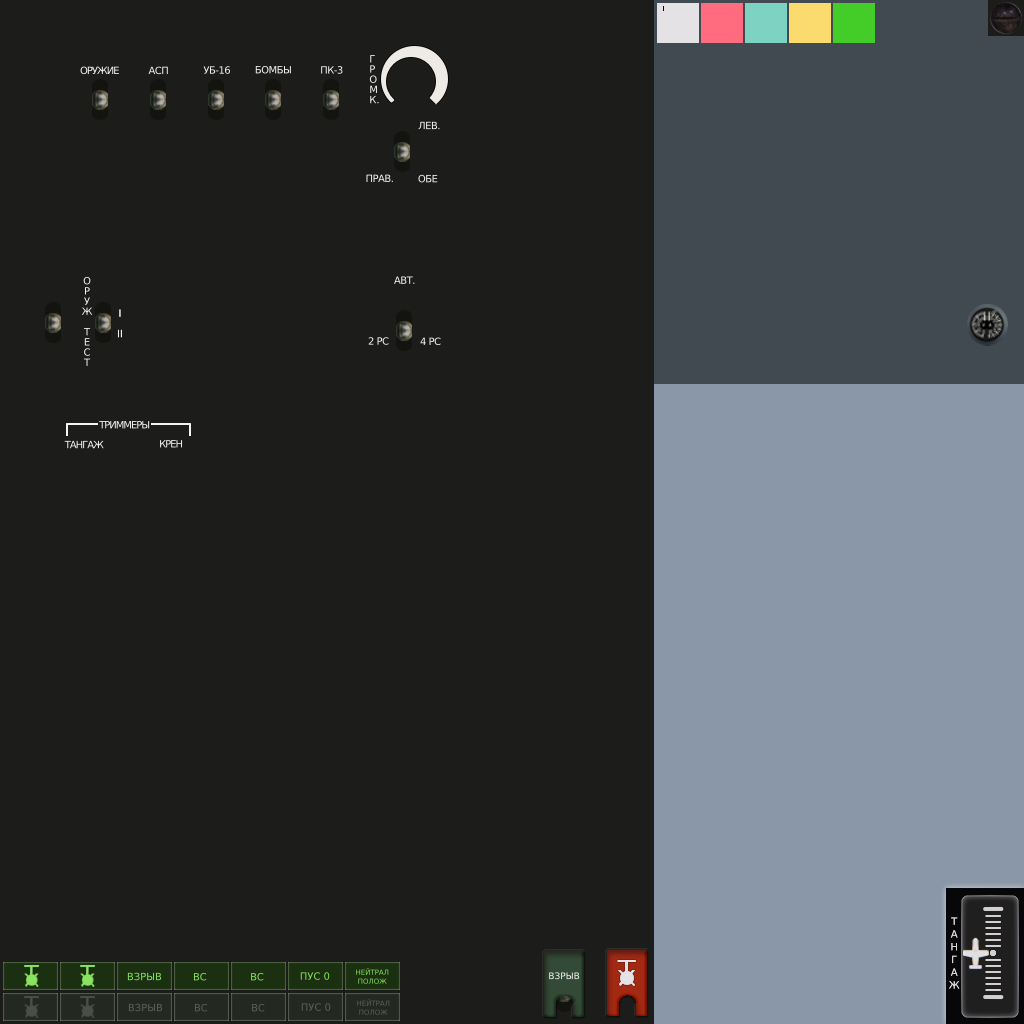 ОРУЖИЕ АСП УБ-16 БОМБЫ ПК-3
ГРОМК.
ЛЕВ.
ПРАВ. ОБЕ
ОРУЖ ТЕСТ
I
II
АВТ.
2 РС 4 РС
ТРИММЕРЫ
ТАНГАЖ КРЕН
ТАНГАЖ
ВЗРЫВ ВС ВС ПУС 0 НЕЙТРАЛ
ПОЛОЖ
ВЗРЫВ
ВЗРЫВ ВС ВС ПУС 0 НЕЙТРАЛ
ПОЛОЖ